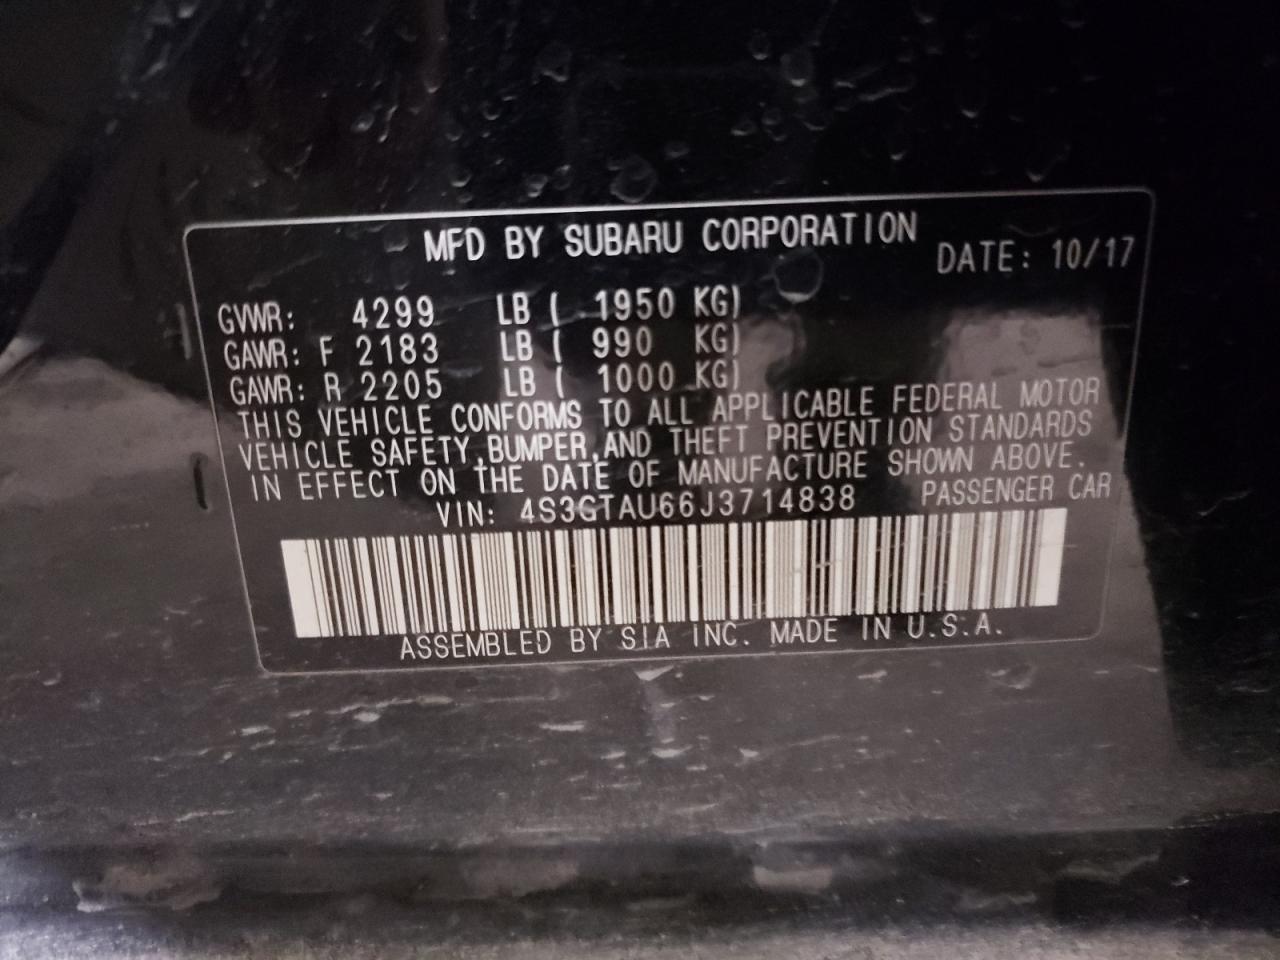 MFD BY SUBARU CORPORATION
DATE: 10/17
GVWR: 4299 LB ( 1950 KG)
GAWR: F 2183 LB ( 990 KG)
GAWR: R 2205 LB ( 1000 KG)
THIS VEHICLE CONFORMS TO ALL APPLICABLE FEDERAL MOTOR
VEHICLE SAFETY,BUMPER,AND THEFT PREVENTION STANDARDS
IN EFFECT ON THE DATE OF MANUFACTURE SHOWN ABOVE.
VIN: 4S3GTAU66J3714838 PASSENGER CAR
ASSEMBLED BY SIA INC. MADE IN U.S.A.